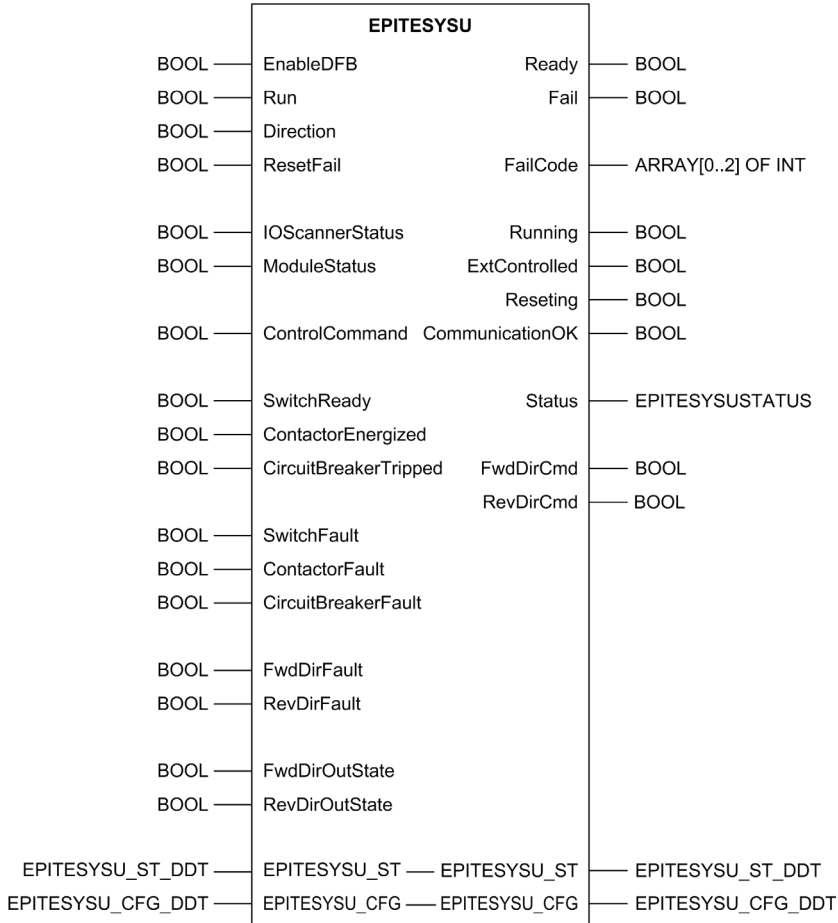 EPITESYSU
BOOL EnableDFB Ready BOOL
BOOL Run Fail BOOL
BOOL Direction
BOOL ResetFail FailCode ARRAY[0..2] OF INT
BOOL IOScannerStatus Running BOOL
BOOL ModuleStatus ExtControlled BOOL
Reseting BOOL
BOOL ControlCommand CommunicationOK BOOL
BOOL SwitchReady Status EPITESYSUSTATUS
BOOL ContactorEnergized
BOOL CircuitBreakerTripped FwdDirCmd BOOL
RevDirCmd BOOL
BOOL SwitchFault
BOOL ContactorFault
BOOL CircuitBreakerFault
BOOL FwdDirFault
BOOL RevDirFault
BOOL FwdDirOutState
BOOL RevDirOutState
EPITESYSU_ST_DDT EPITESYSU_ST EPITESYSU_ST EPITESYSU_ST_DDT
EPITESYSU_CFG_DDT EPITESYSU_CFG EPITESYSU_CFG EPITESYSU_CFG_DDT